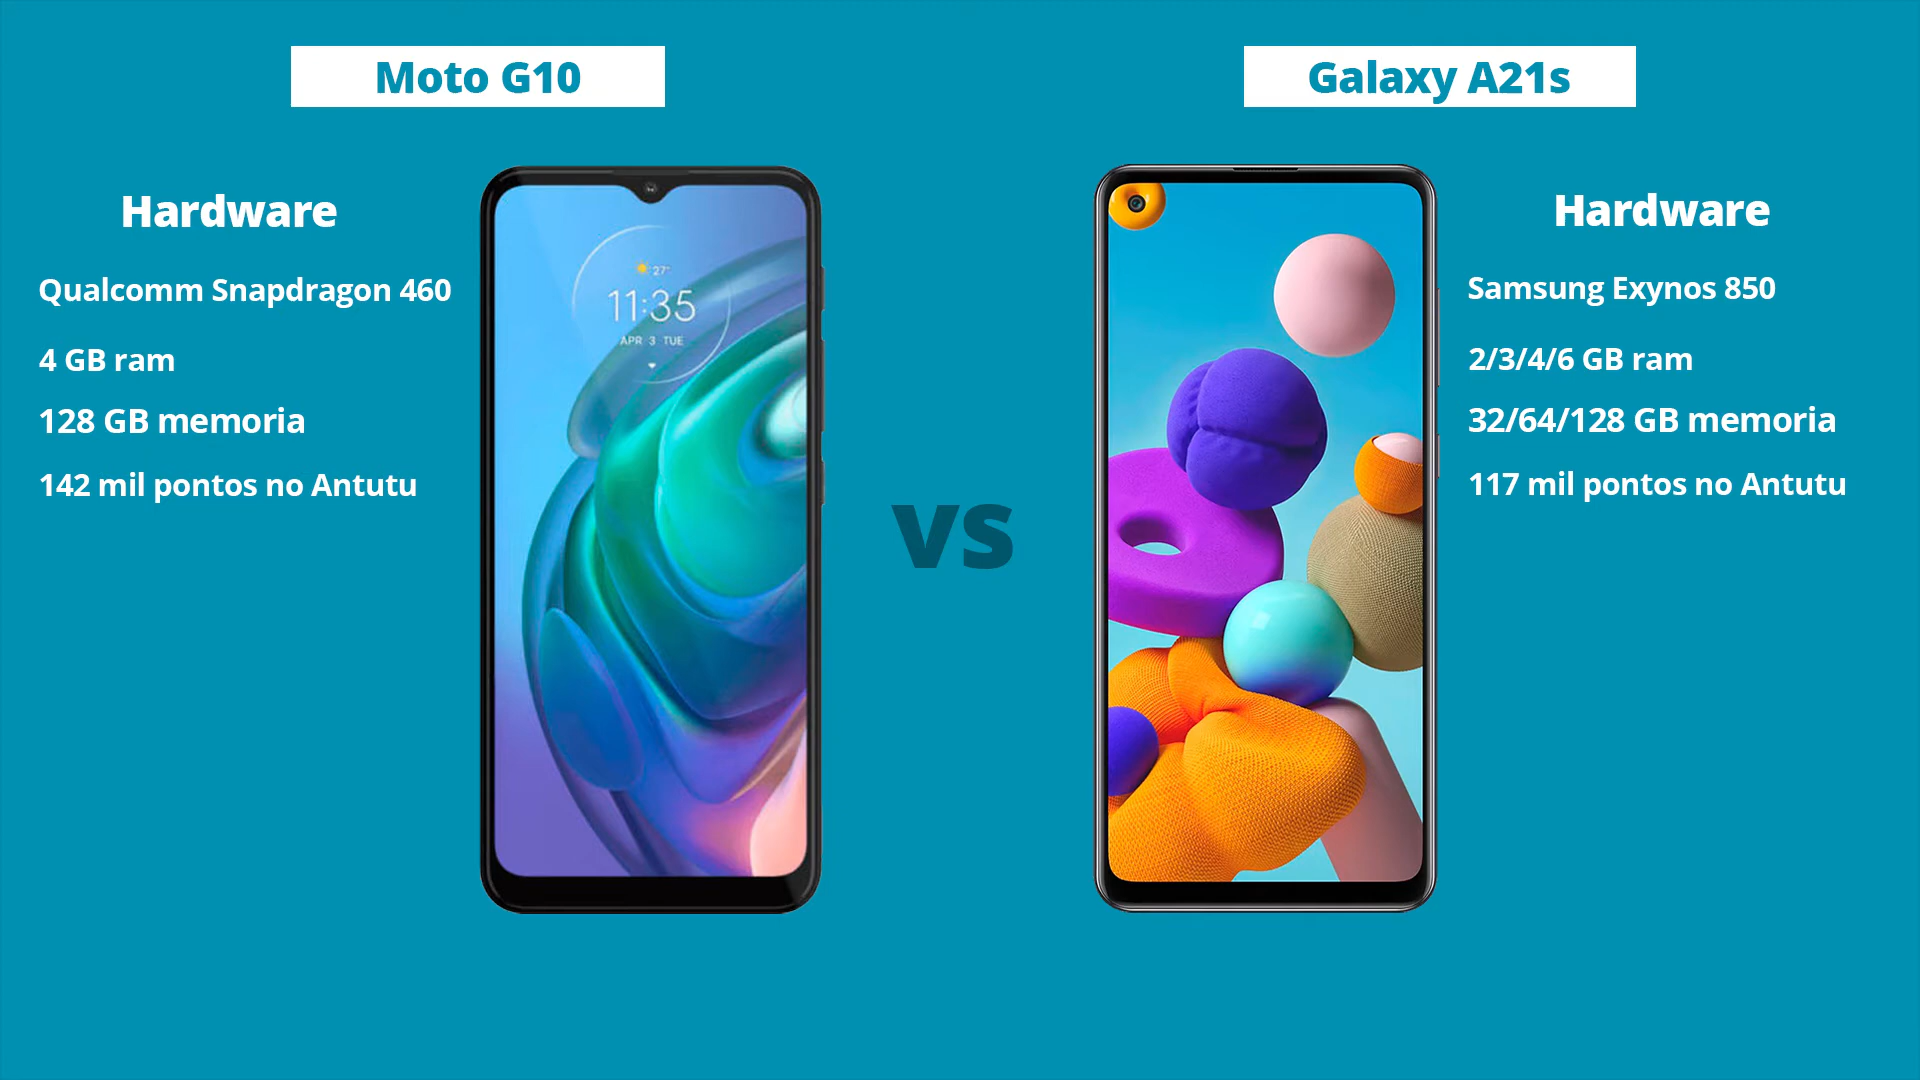 Moto G10
Galaxy A21s
Hardware
Qualcomm Snapdragon 460
4 GB ram
128 GB memoria
142 mil pontos no Antutu
27°
11:35
APR 3 TUE
vs
Hardware
Samsung Exynos 850
2/3/4/6 GB ram
32/64/128 GB memoria
117 mil pontos no Antutu